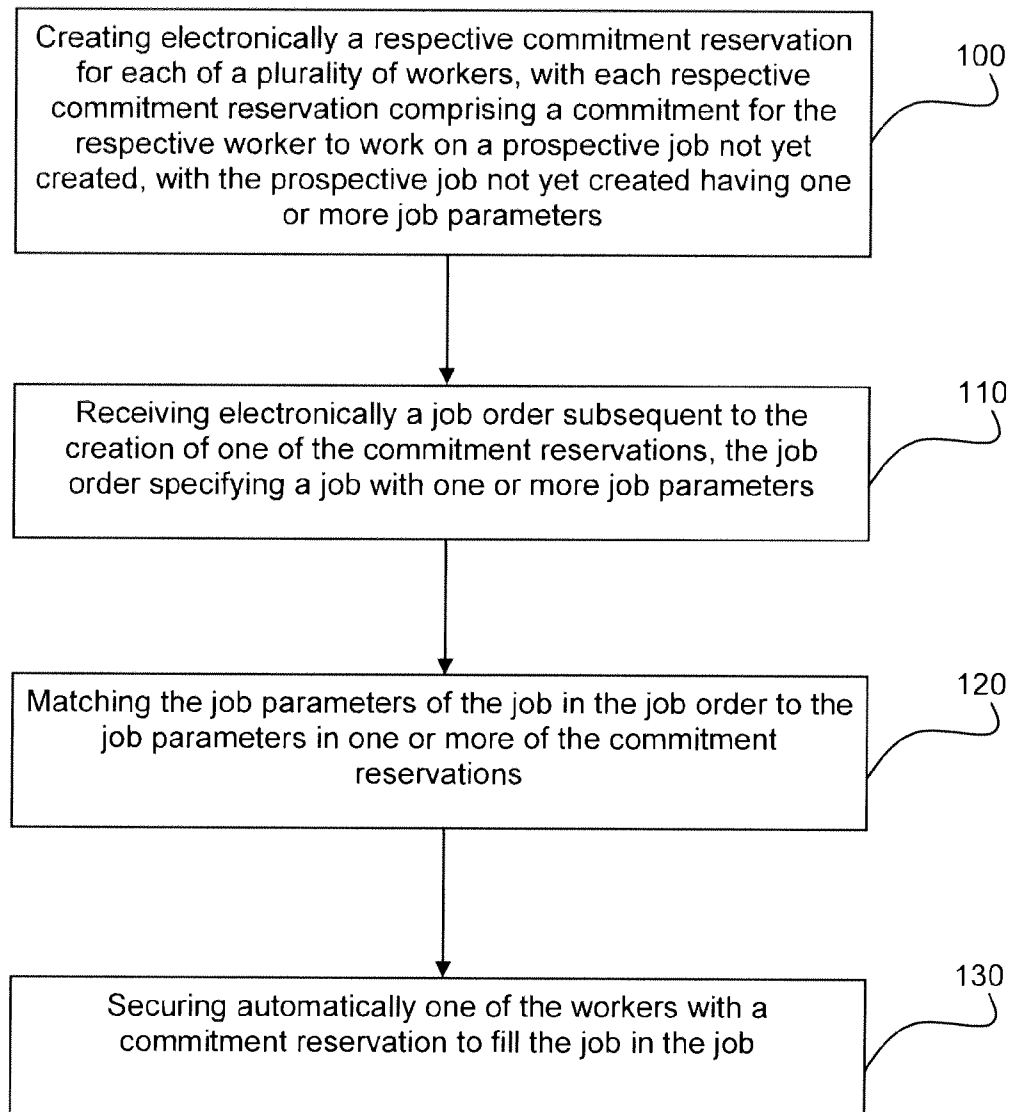 Creating electronically a respective commitment reservation
for each of a plurality of workers, with each respective
commitment reservation comprising a commitment for the
respective worker to work on a prospective job not yet
created, with the prospective job not yet created having one
or more job parameters
100
Receiving electronically a job order subsequent to the
creation of one of the commitment reservations, the job
order specifying a job with one or more job parameters
110
Matching the job parameters of the job in the job order to the
job parameters in one or more of the commitment
reservations
120
Securing automatically one of the workers with a
commitment reservation to fill the job in the job
130